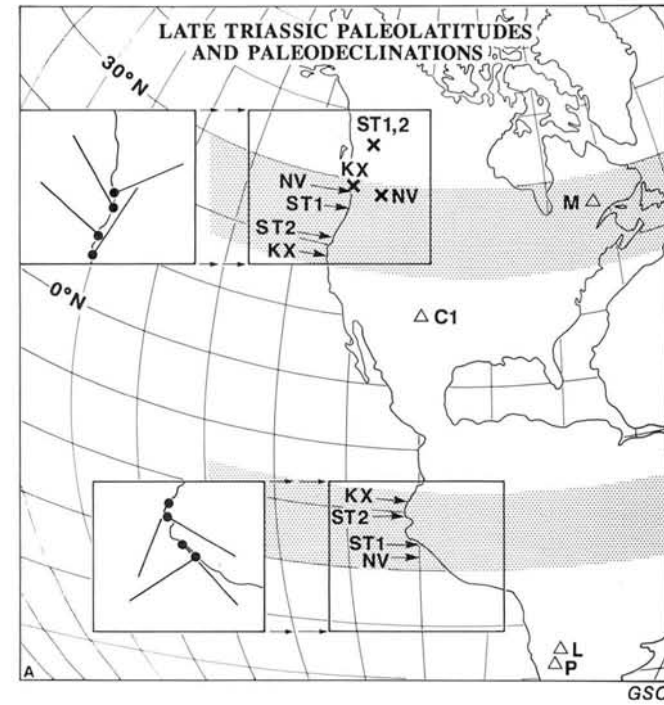 LATE TRIASSIC PALEOLATITUDES
AND PALEODECLINATIONS
30°N
ST1,2
KX
NV
NV
ST1
M
ST2
KX
0°N
C1
KX
ST2
ST1
NV
L
P
A
GSC